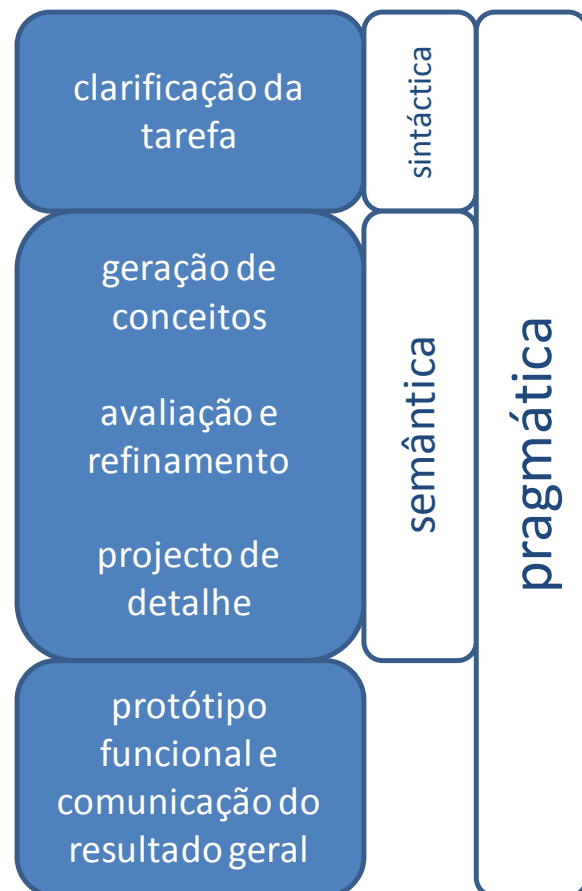 clarificação da
tarefa
sintáctica
geração de
conceitos
avaliação e
refinamento
projecto de
detalhe
semântica
pragmática
protótipo
funcional e
comunicação do
resultado geral